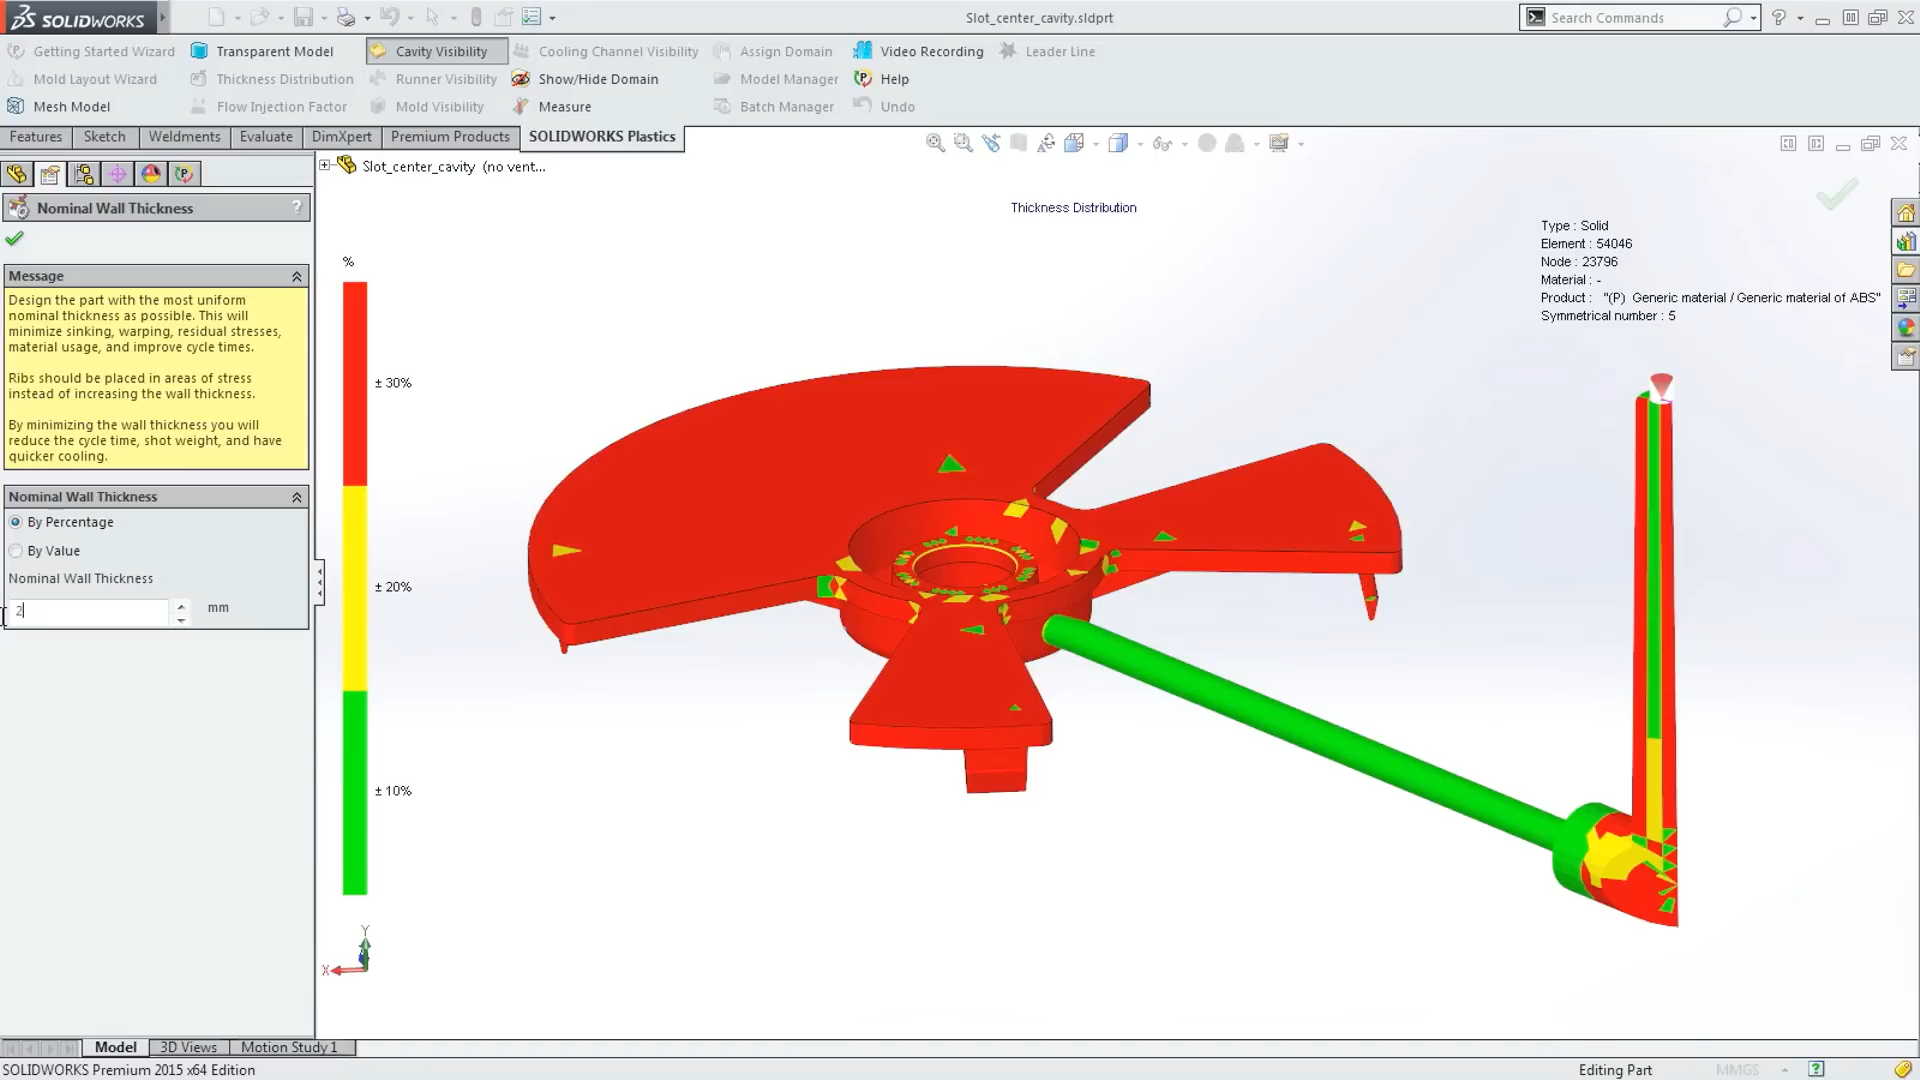 SOLIDWORKS
Slot_center_cavity.sldprt
Search Commands
Getting Started Wizard
Transparent Model
Cavity Visibility
Cooling Channel Visibility
Assign Domain
Video Recording
Leader Line
Mold Layout Wizard
Thickness Distribution
Runner Visibility
Show/Hide Domain
Model Manager
Help
Mesh Model
Flow Injection Factor
Mold Visibility
Measure
Batch Manager
Undo
Features
Sketch
Weldments
Evaluate
DimXpert
Premium Products
SOLIDWORKS Plastics
Slot_center_cavity (no vent...
Nominal Wall Thickness
?
Message
Design the part with the most uniform
nominal thickness as possible. This will
minimize sinking, warping, residual stresses,
material usage, and improve cycle times.
Ribs should be placed in areas of stress
instead of increasing the wall thickness.
By minimizing the wall thickness you will
reduce the cycle time, shot weight, and have
quicker cooling.
Nominal Wall Thickness
By Percentage
By Value
Nominal Wall Thickness
2
mm
Thickness Distribution
%
± 30%
± 20%
± 10%
Type : Solid
Element : 54046
Node : 23796
Material : -
Product : "(P) Generic material / Generic material of ABS"
Symmetrical number : 5
Y
X
Model
3D Views
Motion Study 1
SOLIDWORKS Premium 2015 x64 Edition
Editing Part
MMGS